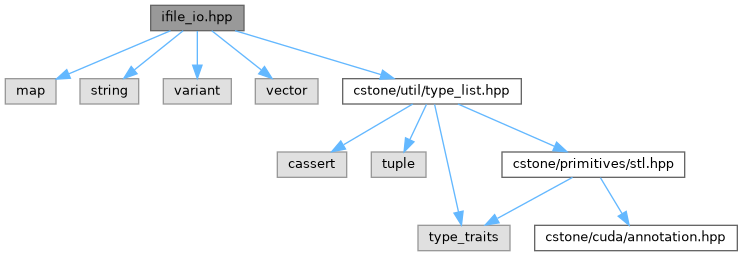 ifile_io.hpp
map
string
variant
vector
cstone/util/type_list.hpp
cassert
tuple
cstone/primitives/stl.hpp
type_traits
cstone/cuda/annotation.hpp